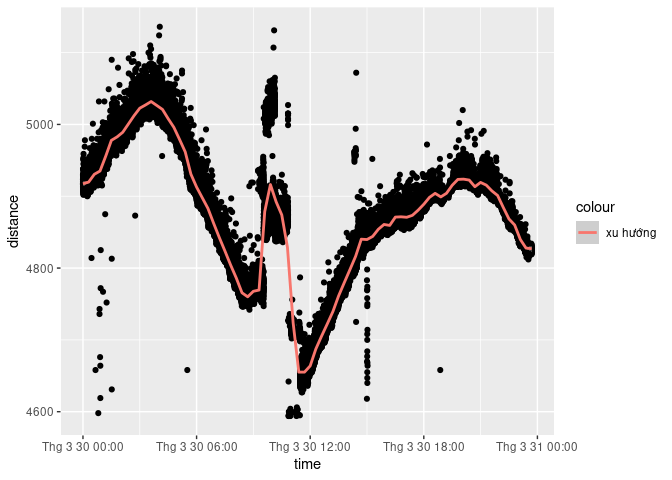 5000
4800
4600
distance
Thg 3 30 00:00
Thg 3 30 06:00
Thg 3 30 12:00
Thg 3 30 18:00
Thg 3 31 00:00
time
colour
xu hướng